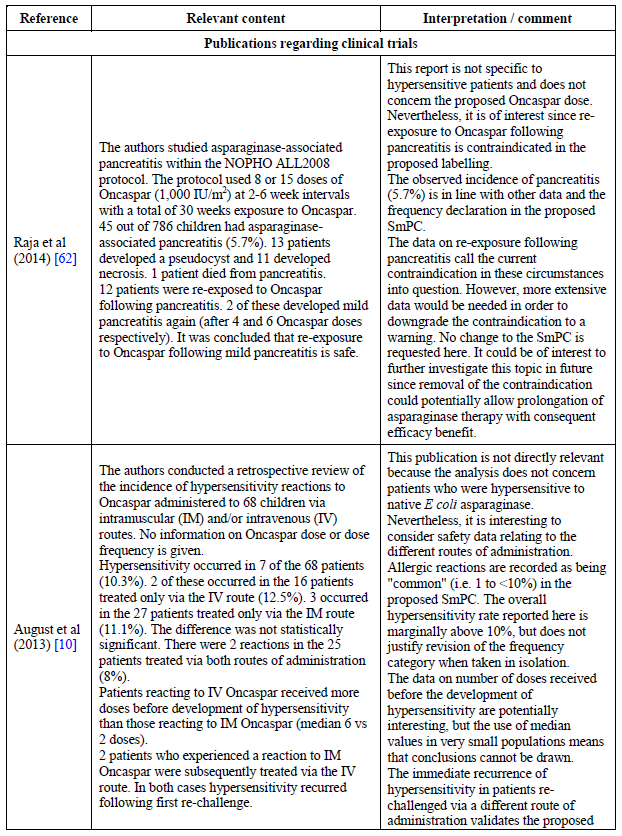 Reference
Relevant content
Interpretation / comment
Publications regarding clinical trials
Raja et al
(2014) [62]
The authors studied asparaginase-associated
pancreatitis within the NOPHO ALL2008
protocol. The protocol used 8 or 15 doses of
Oncaspar (1,000 IU/m²) at 2-6 week intervals
with a total of 30 weeks exposure to Oncaspar.
45 out of 786 children had asparaginase-
associated pancreatitis (5.7%). 13 patients
developed a pseudocyst and 11 developed
necrosis. 1 patient died from pancreatitis.
12 patients were re-exposed to Oncaspar
following pancreatitis. 2 of these developed mild
pancreatitis again (after 4 and 6 Oncaspar doses
respectively). It was concluded that re-exposure
to Oncaspar following mild pancreatitis is safe.
This report is not specific to
hypersensitive patients and does not
concern the proposed Oncaspar dose.
Nevertheless, it is of interest since re-
exposure to Oncaspar following
pancreatitis is contraindicated in the
proposed labelling.
The observed incidence of pancreatitis
(5.7%) is in line with other data and the
frequency declaration in the proposed
SmPC.
The data on re-exposure following
pancreatitis call the current
contraindication in these circumstances
into question. However, more extensive
data would be needed in order to
downgrade the contraindication to a
warning. No change to the SmPC is
requested here. It could be of interest to
further investigate this topic in future
since removal of the contraindication
could potentially allow prolongation of
asparaginase therapy with consequent
efficacy benefit.
August et al
(2013) [10]
The authors conducted a retrospective review of
the incidence of hypersensitivity reactions to
Oncaspar administered to 68 children via
intramuscular (IM) and/or intravenous (IV)
routes. No information on Oncaspar dose or dose
frequency is given.
Hypersensitivity occurred in 7 of the 68 patients
(10.3%). 2 of these occurred in the 16 patients
treated only via the IV route (12.5%). 3 occurred
in the 27 patients treated only via the IM route
(11.1%). The difference was not statistically
significant. There were 2 reactions in the 25
patients treated via both routes of administration
(8%).
Patients reacting to IV Oncaspar received more
doses before development of hypersensitivity
than those reacting to IM Oncaspar (median 6 vs
2 doses).
2 patients who experienced a reaction to IM
Oncaspar were subsequently treated via the IV
route. In both cases hypersensitivity recurred
following first re-challenge.
This publication is not directly relevant
because the analysis does not concern
patients who were hypersensitive to
native E coli asparaginase.
Nevertheless, it is interesting to
consider safety data relating to the
different routes of administration.
Allergic reactions are recorded as being
"common" (i.e. 1 to <10%) in the
proposed SmPC. The overall
hypersensitivity rate reported here is
marginally above 10%, but does not
justify revision of the frequency
category when taken in isolation.
The data on number of doses received
before the development of
hypersensitivity are potentially
interesting, but the use of median
values in very small populations means
that conclusions cannot be drawn.
The immediate recurrence of
hypersensitivity in patients re-
challenged via a different route of
administration validates the proposed